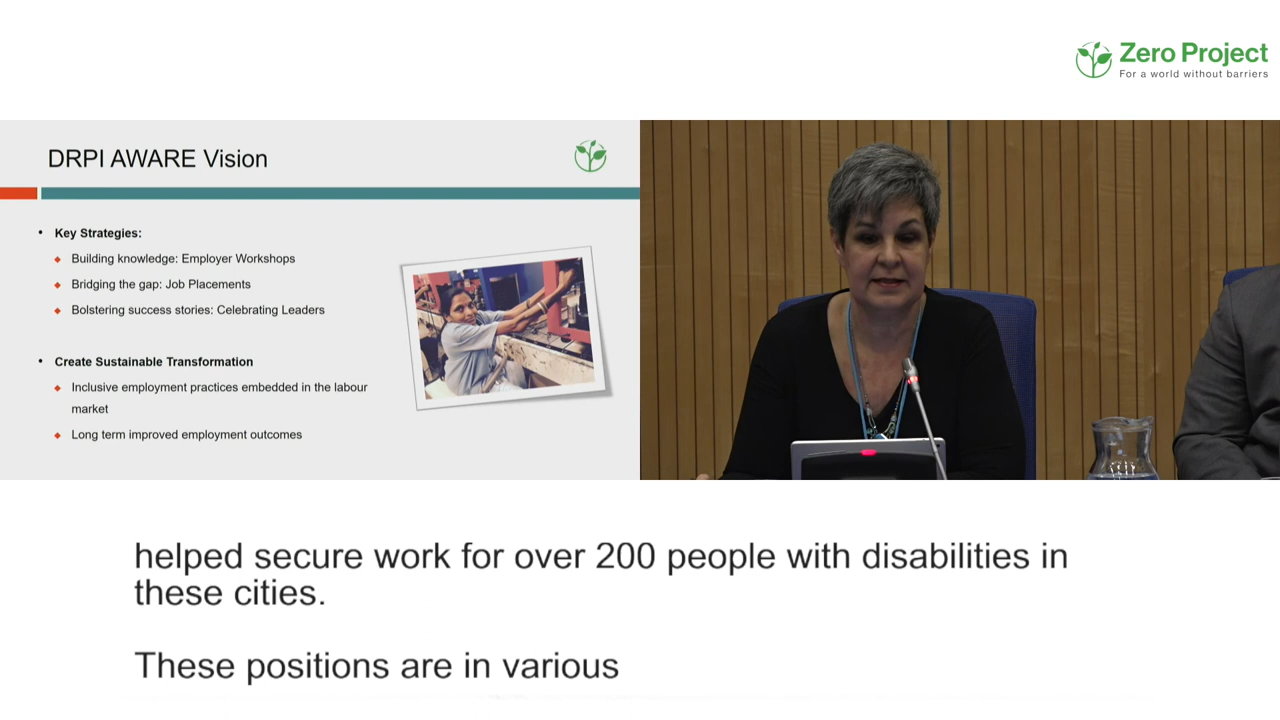 Zero Project
For a world without barriers
DRPI AWARE Vision
• Key Strategies:
Building knowledge: Employer Workshops
Bridging the gap: Job Placements
Bolstering success stories: Celebrating Leaders
• Create Sustainable Transformation
Inclusive employment practices embedded in the labour
market
Long term improved employment outcomes
helped secure work for over 200 people with disabilities in
these cities.
These positions are in various